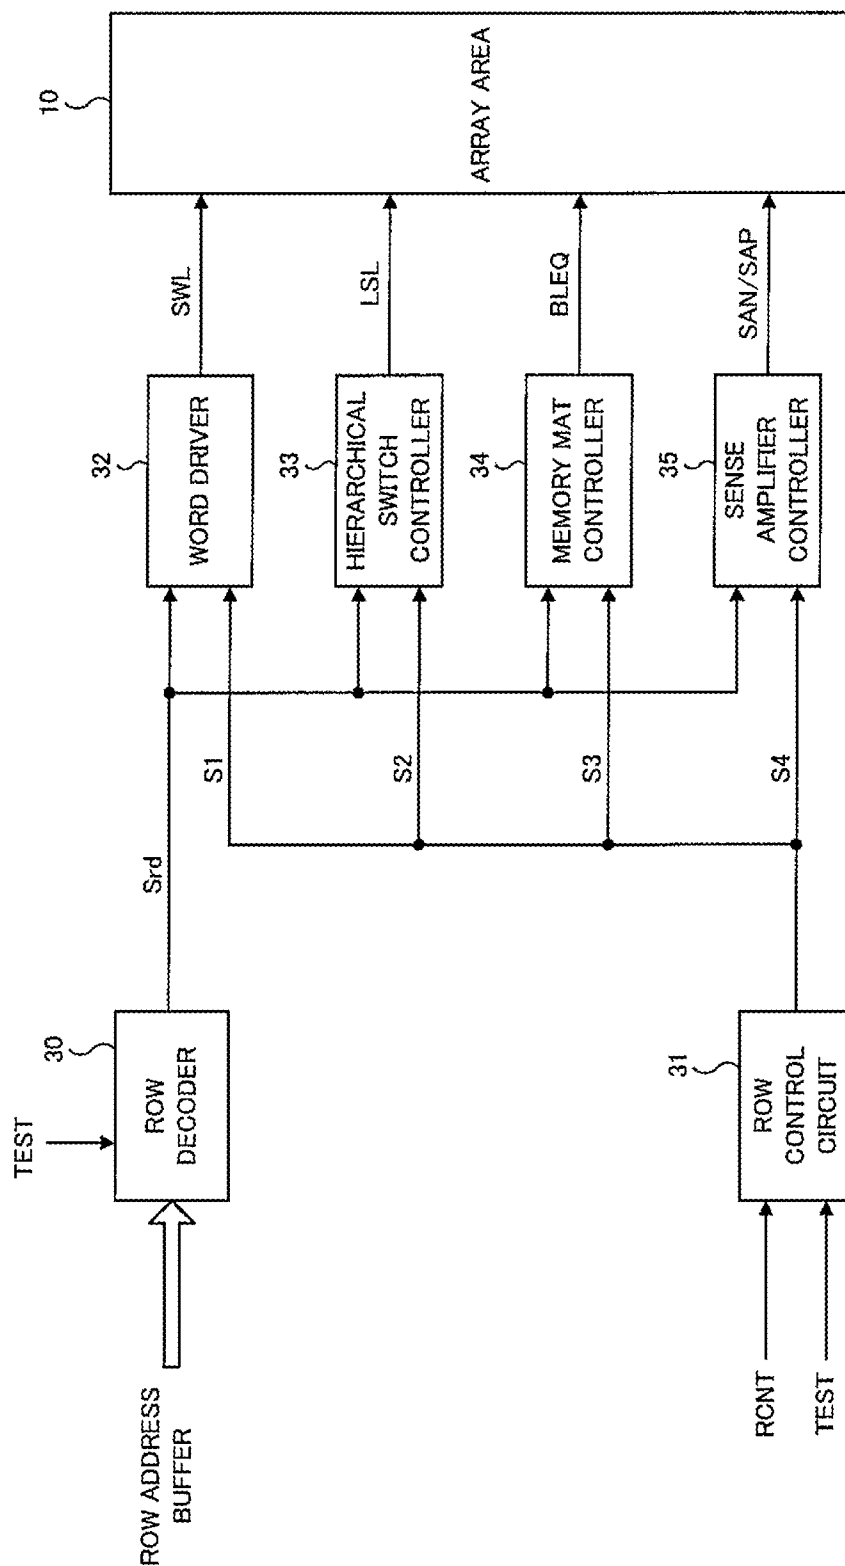 ROW ADDRESS
BUFFER
TEST
30
ROW
DECODER
Srd
RCNT
TEST
31
ROW
CONTROL
CIRCUIT
S1
S2
S3
S4
32
WORD DRIVER
SWL
33
HIERARCHICAL
SWITCH
CONTROLLER
LSL
34
MEMORY MAT
CONTROLLER
BLEQ
35
SENSE
AMPLIFIER
CONTROLLER
SAN/SAP
10
ARRAY AREA